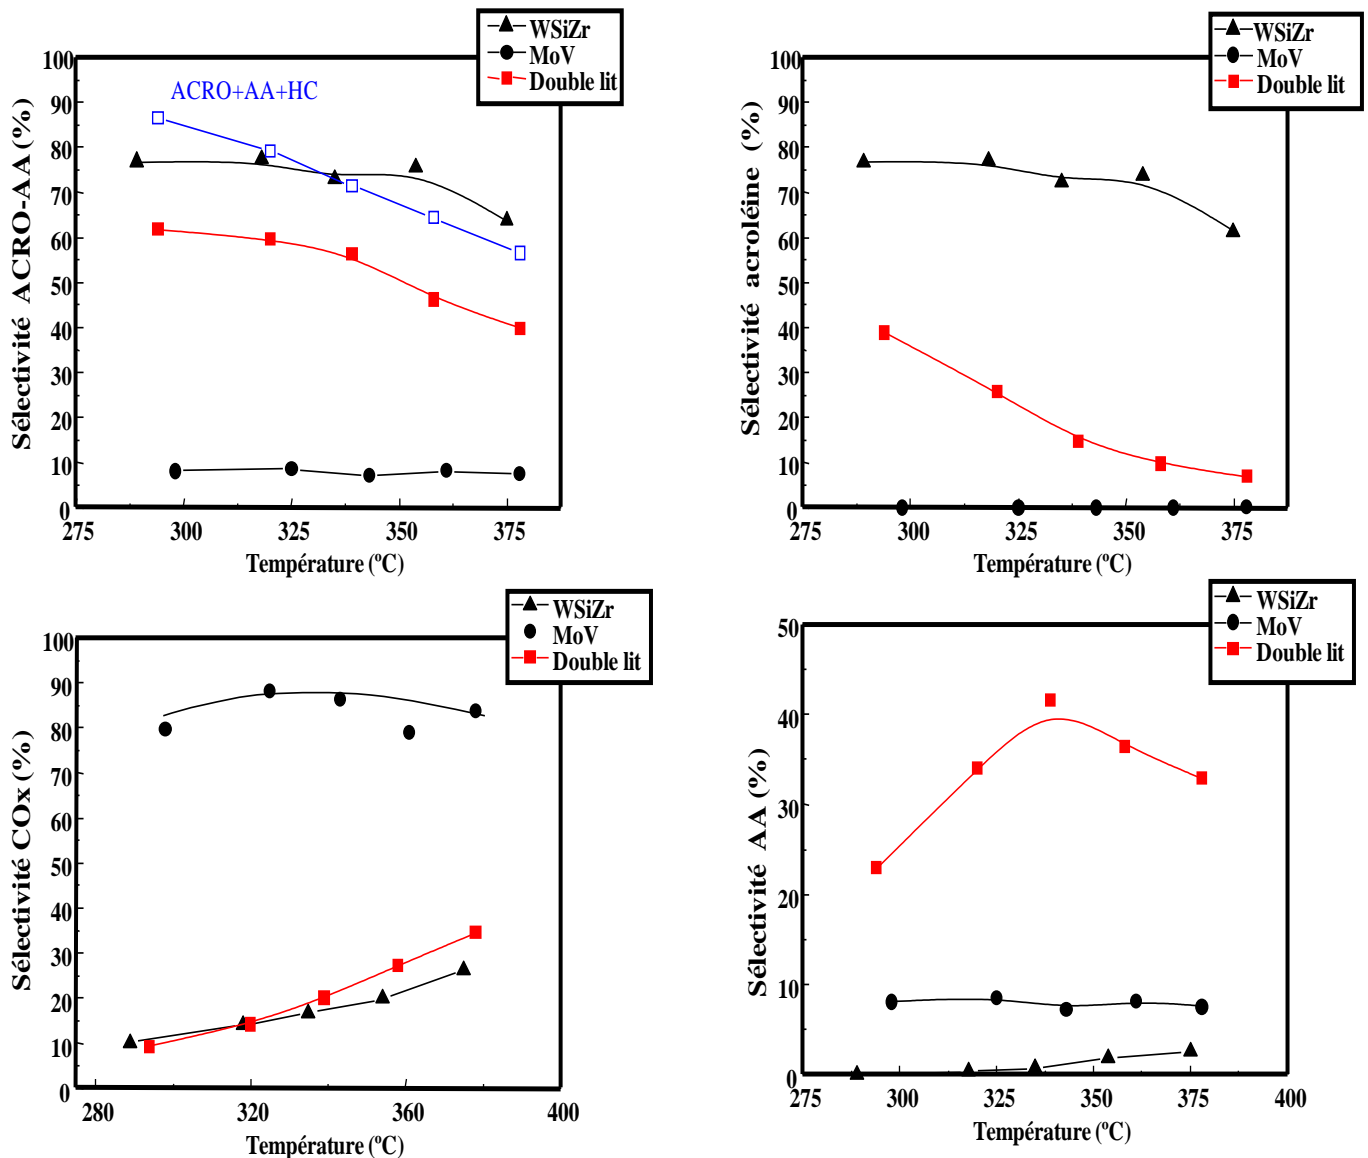 WSiZr
MoV
Double lit
ACRO+AA+HC
Sélectivité ACRO-AA (%)
100
90
80
70
60
50
40
30
20
10
0
275
300
325
350
375
Température (ºC)
WSiZr
MoV
Double lit
Sélectivité acroléine (%)
100
90
80
70
60
50
40
30
20
10
0
275
300
325
350
375
Température (ºC)
WSiZr
MoV
Double lit
Sélectivité COx (%)
100
90
80
70
60
50
40
30
20
10
0
280
320
360
400
Température (ºC)
WSiZr
MoV
Double lit
Sélectivité AA (%)
50
40
30
20
10
0
275
300
325
350
375
400
Température (ºC)